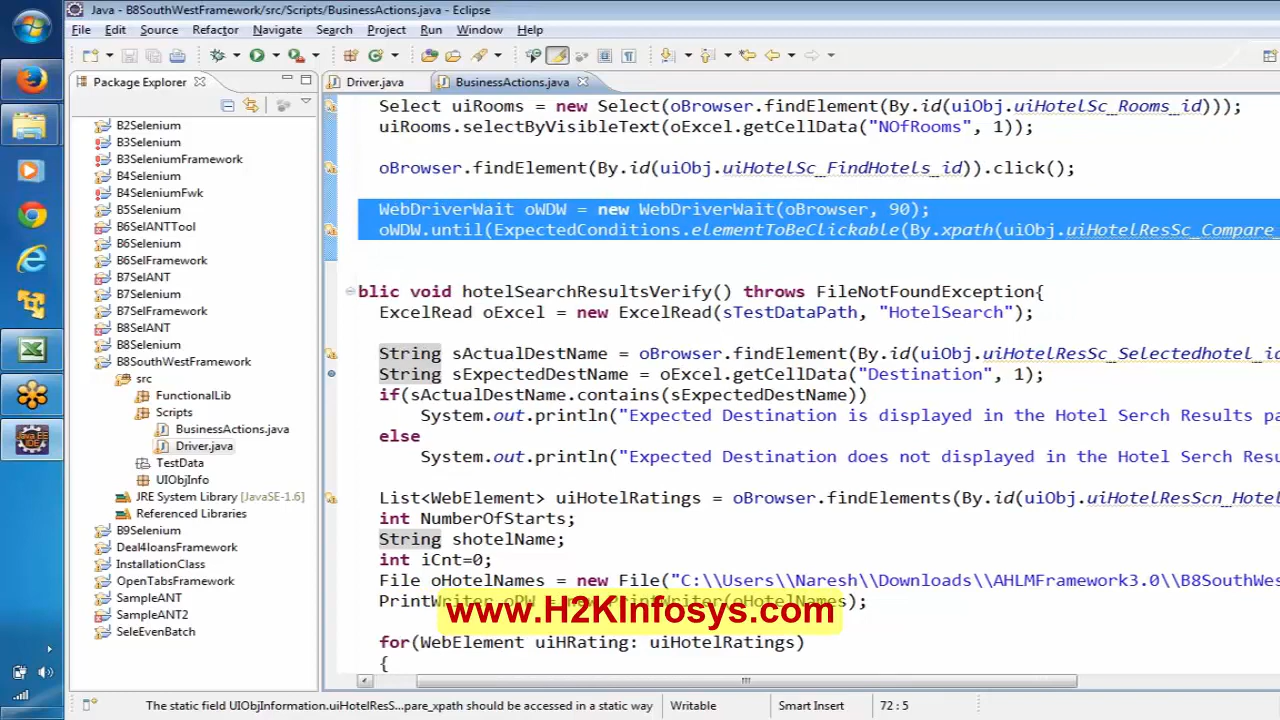 Java - B8SouthWestFramework/src/Scripts/BusinessActions.java - Eclipse
File Edit Source Refactor Navigate Search Project Run Window Help
Package Explorer
Driver.java BusinessActions.java
B2Selenium
B3Selenium
B3SeleniumFramework
B4Selenium
B4SeleniumFwk
B5Selenium
B6SelANTTool
B6Selenium
B6SelFramework
B7SelANT
B7Selenium
B7SelFramework
B8SelANT
B8Selenium
B8SouthWestFramework
src
FunctionalLib
Scripts
BusinessActions.java
Driver.java
TestData
UIObjInfo
JRE System Library [JavaSE-1.6]
Referenced Libraries
B9Selenium
Deal4loansFramework
InstallationClass
OpenTabsFramework
SampleANT
SampleANT2
SeleEvenBatch
Select uiRooms = new Select(oBrowser.findElement(By.id(uiObj.uiHotelSc_Rooms_id)));
uiRooms.selectByVisibleText(oExcel.getCellData("NOfRooms", 1));
oBrowser.findElement(By.id(uiObj.uiHotelSc_FindHotels_id)).click();
WebDriverWait oWDW = new WebDriverWait(oBrowser, 90);
oWDW.until(ExpectedConditions.elementToBeClickable(By.xpath(uiObj.uiHotelResSc_Compare_
blic void hotelSearchResultsVerify() throws FileNotFoundException{
ExcelRead oExcel = new ExcelRead(sTestDataPath, "HotelSearch");
String sActualDestName = oBrowser.findElement(By.id(uiObj.uiHotelResSc_Selectedhotel_id
String sExpectedDestName = oExcel.getCellData("Destination", 1);
if(sActualDestName.contains(sExpectedDestName))
System.out.println("Expected Destination is displayed in the Hotel Serch Results pa
else
System.out.println("Expected Destination does not displayed in the Hotel Serch Resu
List<WebElement> uiHotelRatings = oBrowser.findElements(By.id(uiObj.uiHotelResScn_Hotel
int NumberOfStarts;
String shotelName;
int iCnt=0;
File oHotelNames = new File("C:\\Users\\Naresh\\Downloads\\AHLMFramework3.0\\B8SouthWes
PrintWriter oPW = new PrintWriter(oHotelNames);
www.H2KInfosys.com
for(WebElement uiHRating: uiHotelRatings)
{
The static field UIObjInformation.uiHotelResS...pare_xpath should be accessed in a static way Writable Smart Insert 72 : 5